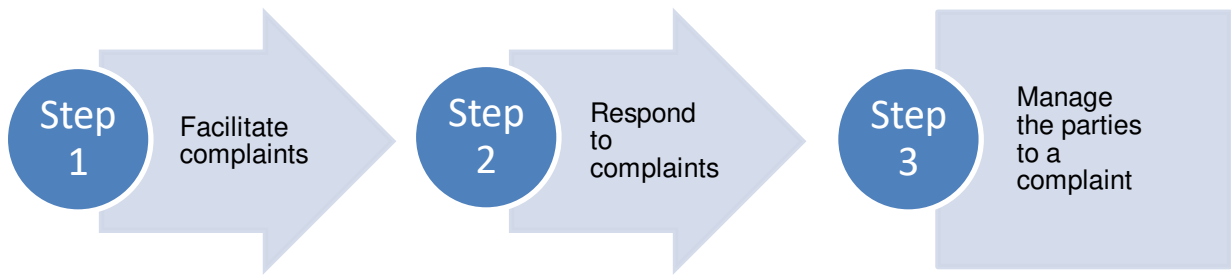 Step
1
Facilitate
complaints
Step
2
Respond
to
complaints
Step
3
Manage
the parties
to a
complaint